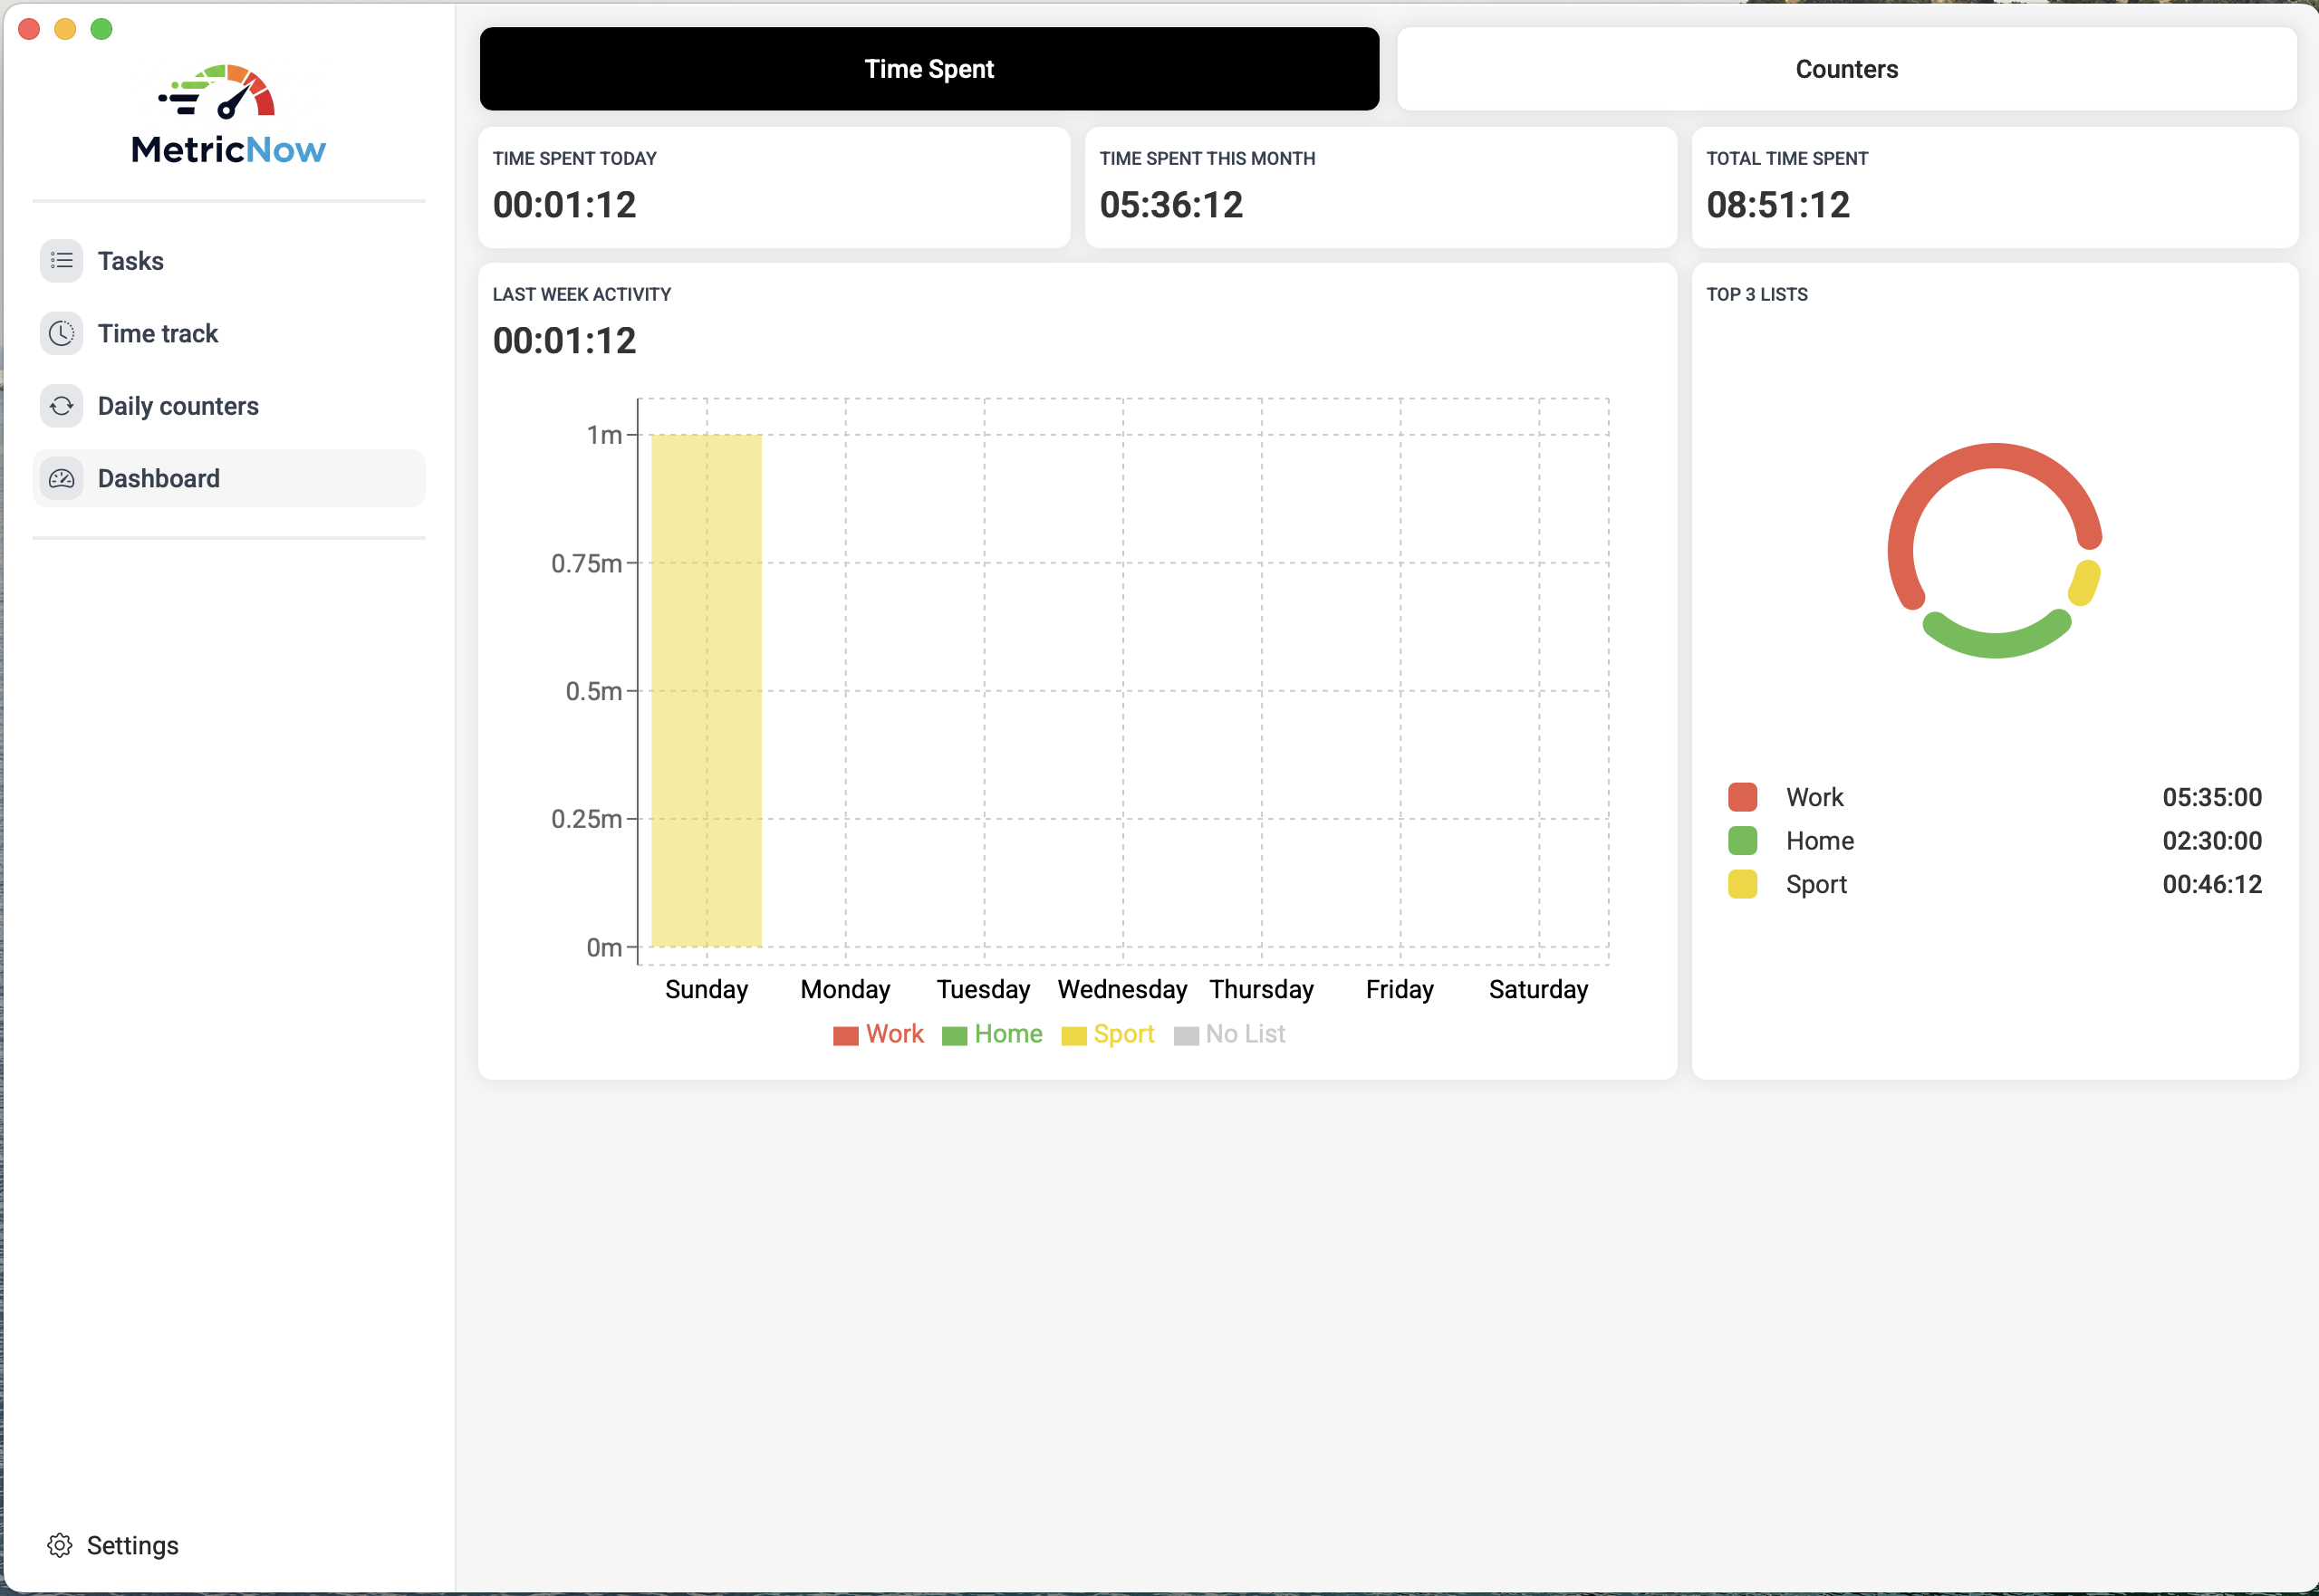 MetricNow
Tasks
Time track
Daily counters
Dashboard
Settings
Time Spent
Counters
TIME SPENT TODAY
00:01:12
TIME SPENT THIS MONTH
05:36:12
TOTAL TIME SPENT
08:51:12
LAST WEEK ACTIVITY
00:01:12
1m
0.75m
0.5m
0.25m
0m
Sunday Monday Tuesday Wednesday Thursday Friday Saturday
Work Home Sport No List
TOP 3 LISTS
Work 05:35:00
Home 02:30:00
Sport 00:46:12